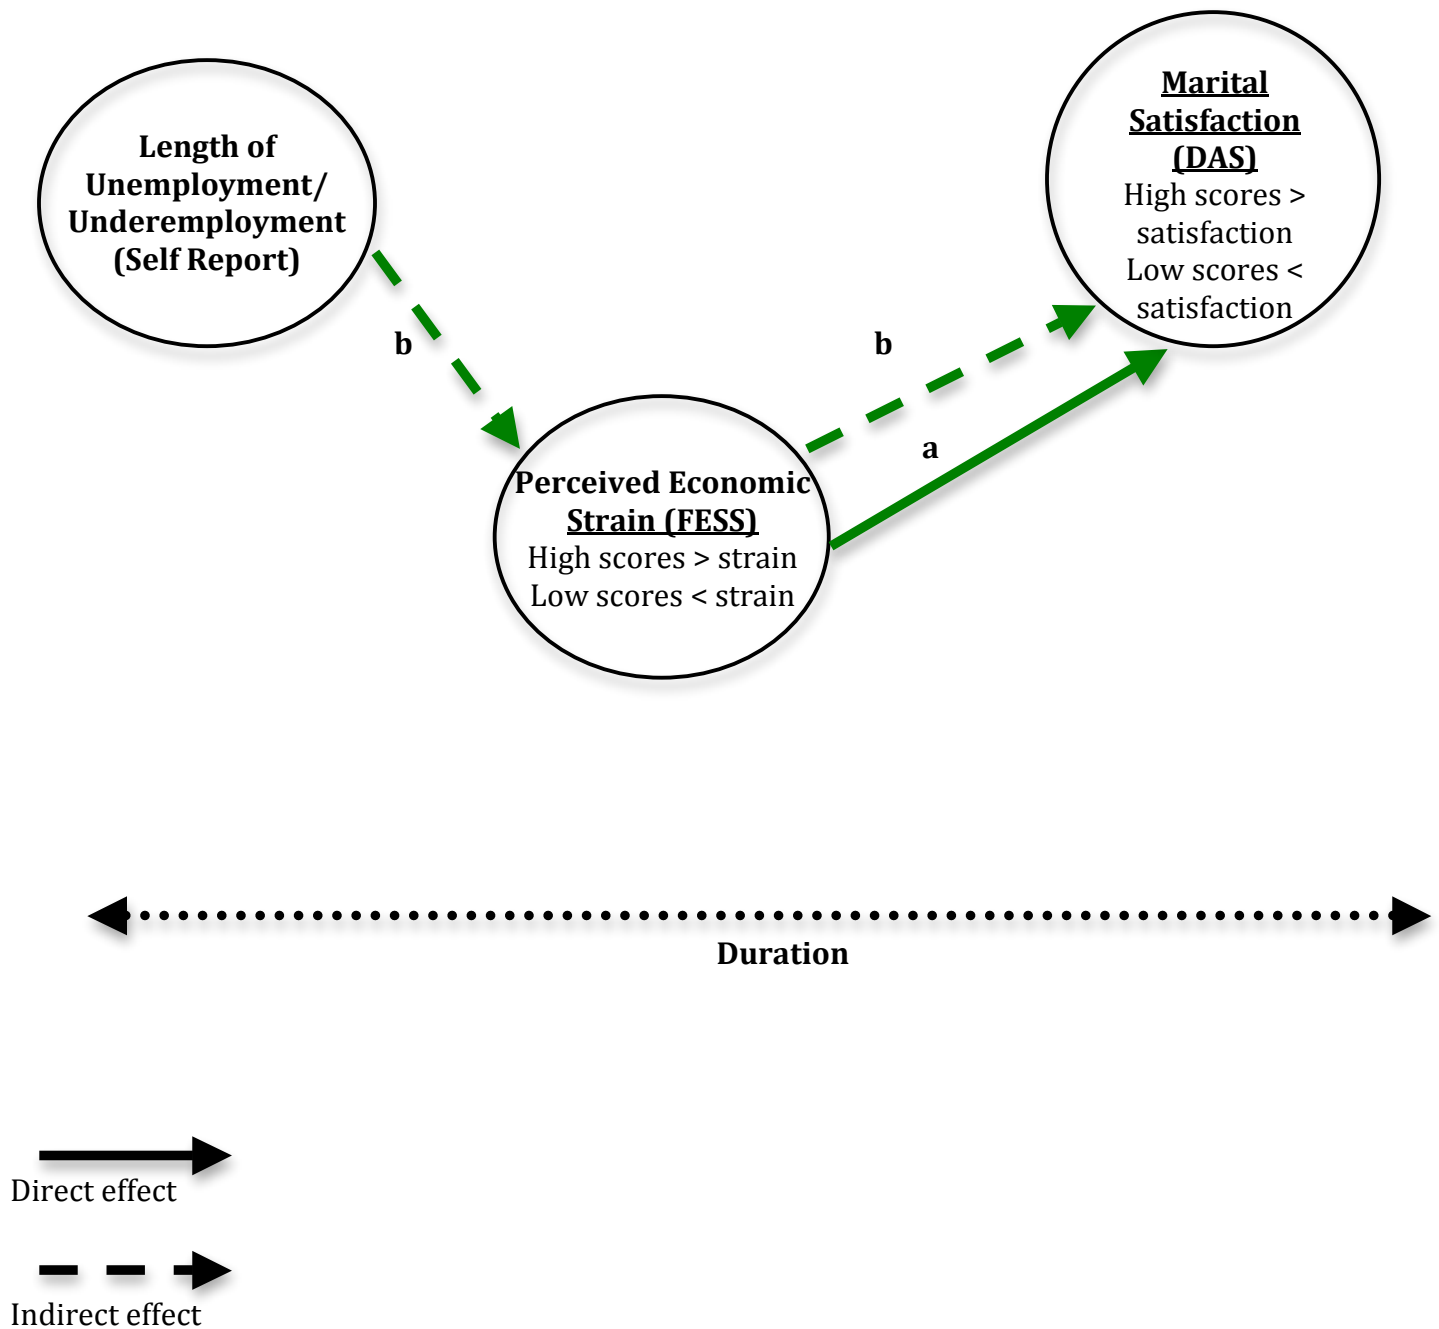 Length of
Unemployment/
Underemployment
(Self Report)
Marital
Satisfaction
(DAS)
High scores >
satisfaction
Low scores <
satisfaction
b
b
a
Perceived Economic
Strain (FESS)
High scores > strain
Low scores < strain
Duration
Direct effect
Indirect effect